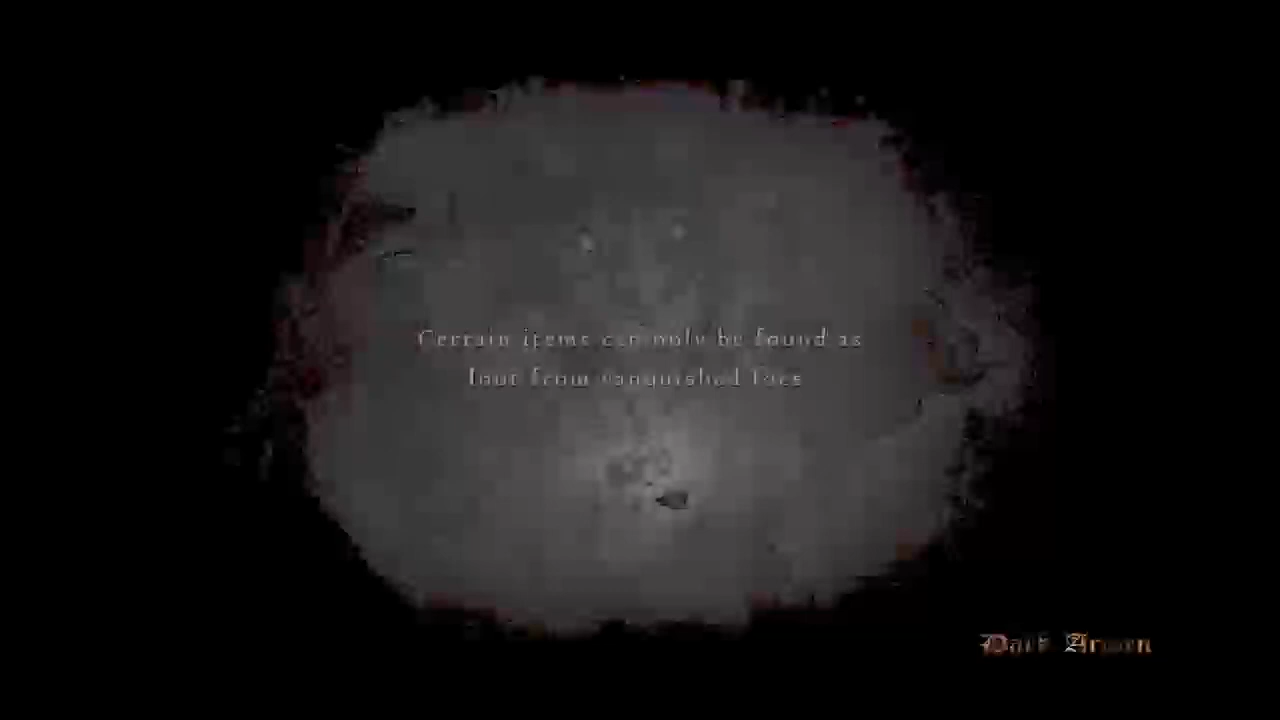 Certain items can only be found as
loot from vanquished foes
Dark Arisen